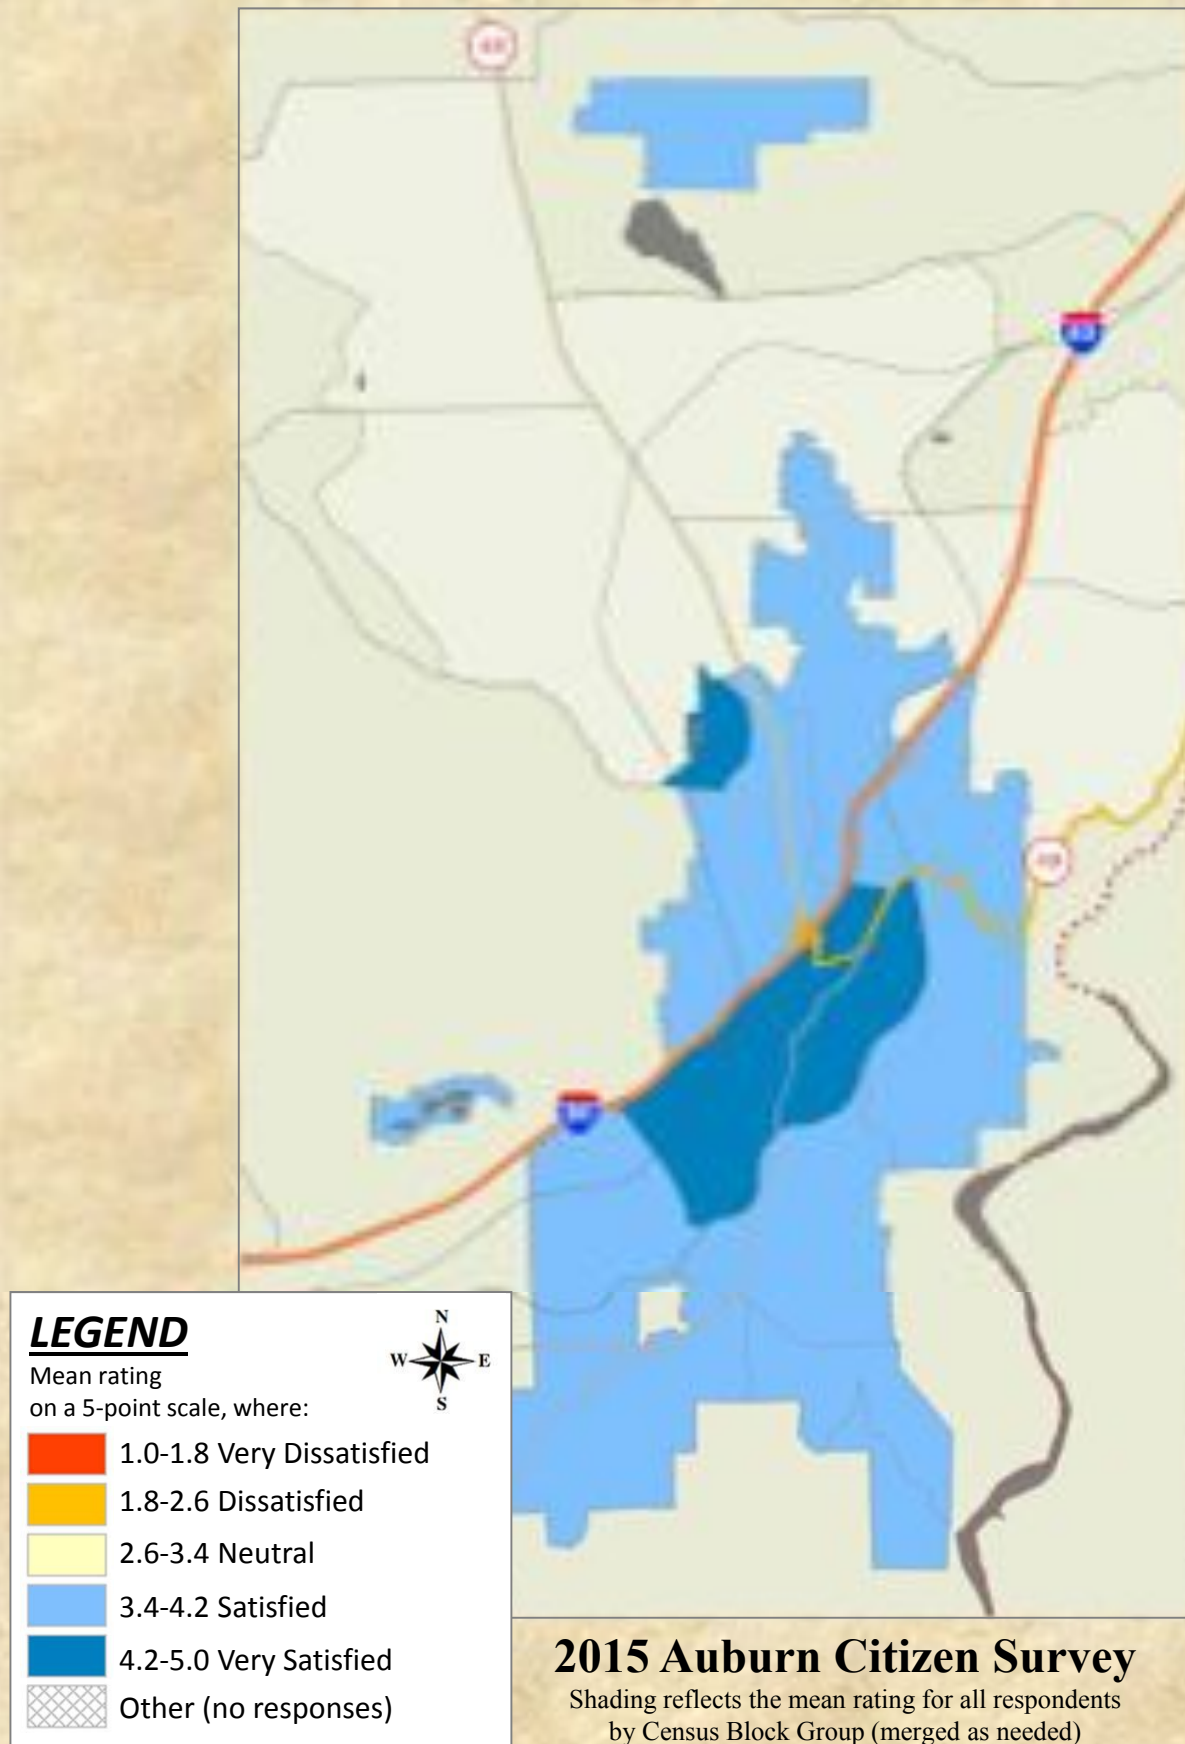 LEGEND
Mean rating
on a 5-point scale, where:
N
W
E
S
1.0-1.8 Very Dissatisfied
1.8-2.6 Dissatisfied
2.6-3.4 Neutral
3.4-4.2 Satisfied
4.2-5.0 Very Satisfied
Other (no responses)
2015 Auburn Citizen Survey
Shading reflects the mean rating for all respondents
by Census Block Group (merged as needed)